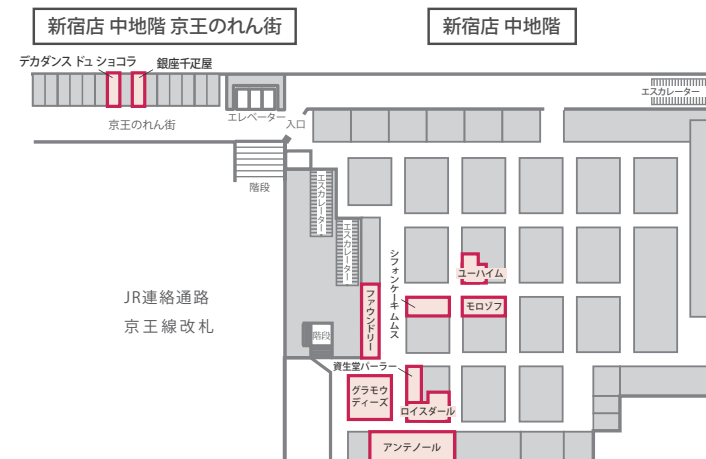 新宿店 中地階 京王のれん街
新宿店 中地階
デカダンス ドュ ショコラ
銀座千疋屋
エスカレーター
エレベーター
入口
京王のれん街
階段
エスカレーター
エスカレーター
シフォンケーキ ムムス
ユーハイム
モロゾフ
ファウンドリー
JR連絡通路
京王線改札
階段
資生堂パーラー
グラモウ
ディーズ
ロイスダール
アンテノール